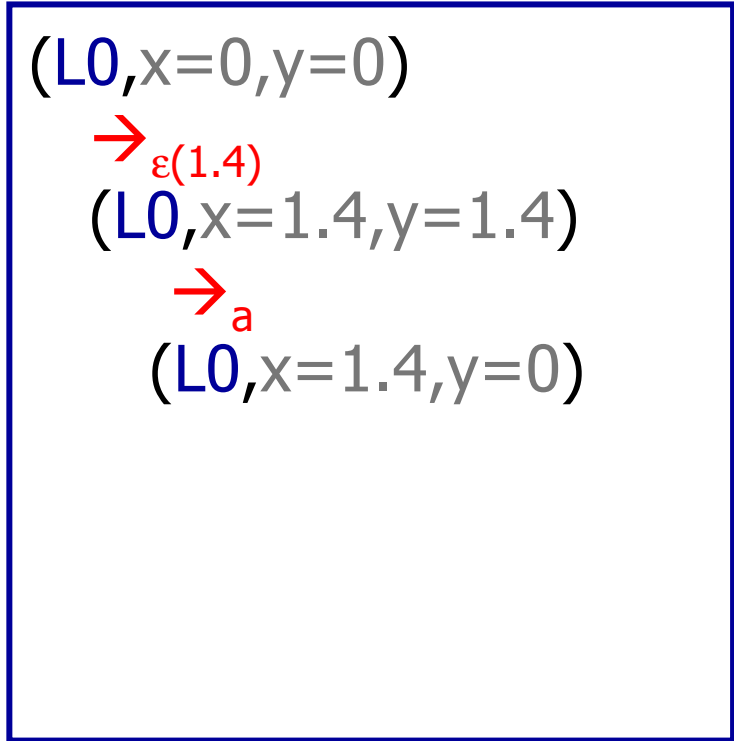 (L0,x=0,y=0)
→ε(1.4)
(L0,x=1.4,y=1.4)
→a
(L0,x=1.4,y=0)